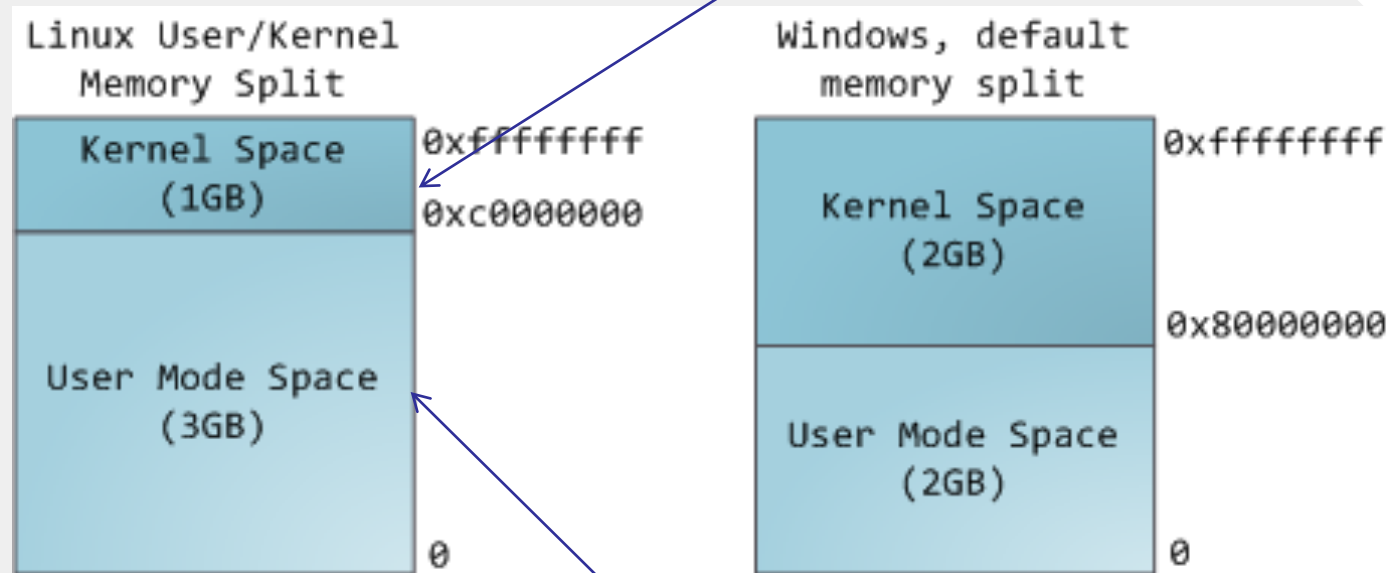 Linux User/Kernel
Memory Split
Kernel Space
(1GB)
0xffffffff
0xc0000000
User Mode Space
(3GB)
0
Windows, default
memory split
0xffffffff
Kernel Space
(2GB)
0x80000000
User Mode Space
(2GB)
0